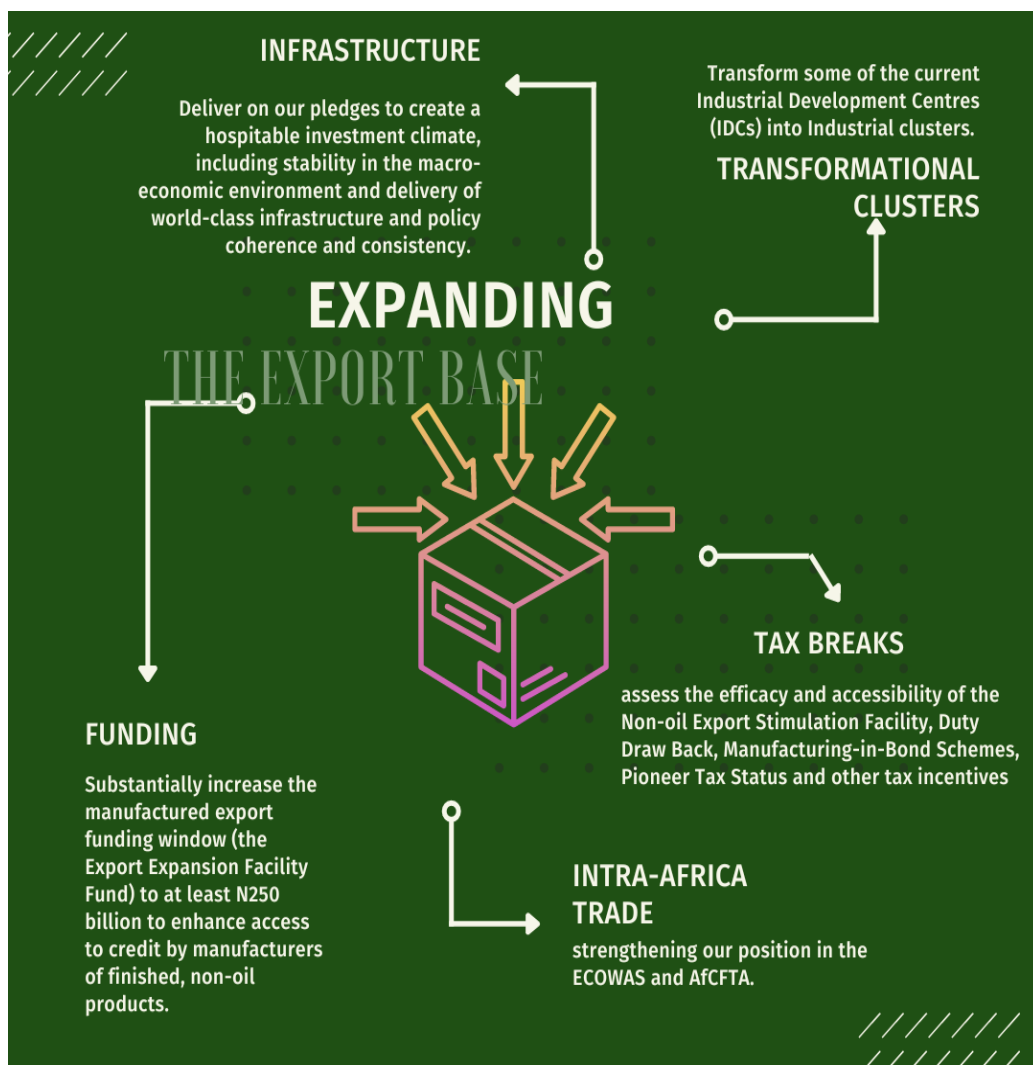 INFRASTRUCTURE
Deliver on our pledges to create a
hospitable investment climate,
including stability in the macro-
economic environment and delivery of
world-class infrastructure and policy
coherence and consistency.
Transform some of the current
Industrial Development Centres
(IDCs) into Industrial clusters.
TRANSFORMATIONAL
CLUSTERS
EXPANDING
THE EXPORT BASE
TAX BREAKS
assess the efficacy and accessibility of the
Non-oil Export Stimulation Facility, Duty
Draw Back, Manufacturing-in-Bond Schemes,
Pioneer Tax Status and other tax incentives
FUNDING
Substantially increase the
manufactured export
funding window (the
Export Expansion Facility
Fund) to at least N250
billion to enhance access
to credit by manufacturers
of finished, non-oil
products.
INTRA-AFRICA
TRADE
strengthening our position in the
ECOWAS and AfCFTA.